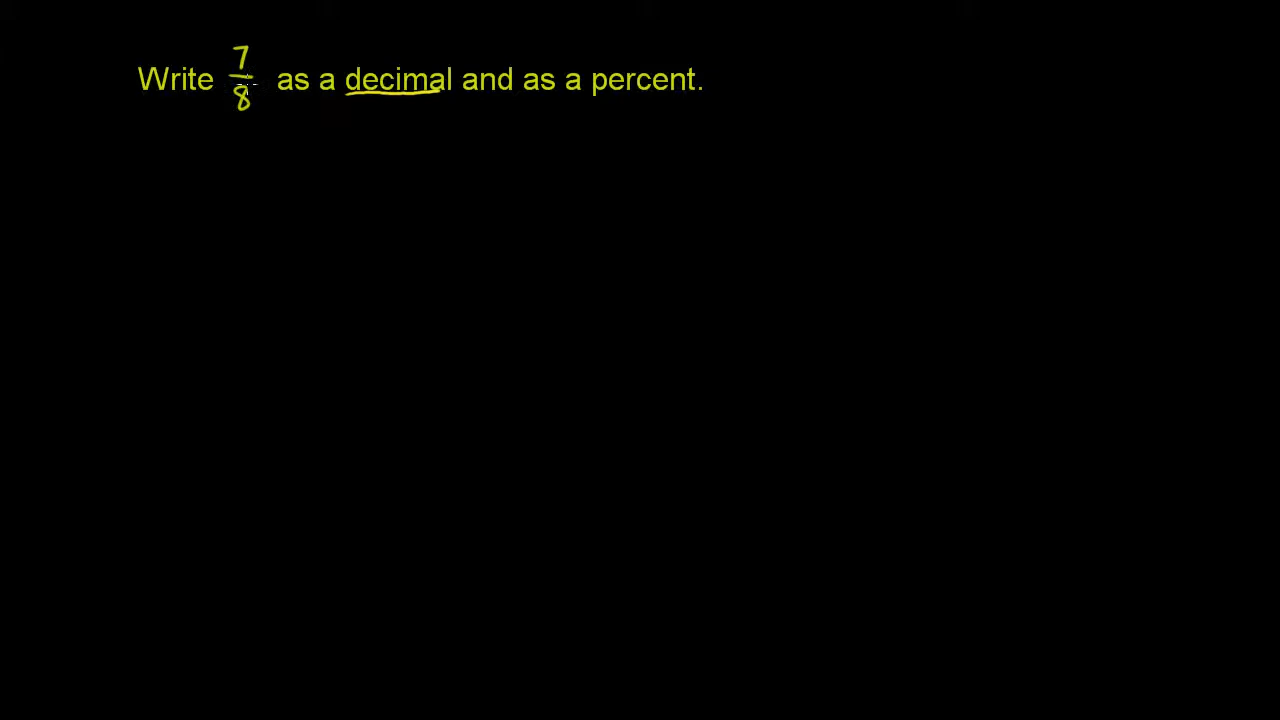 Write 7/8 as a decimal and as a percent.